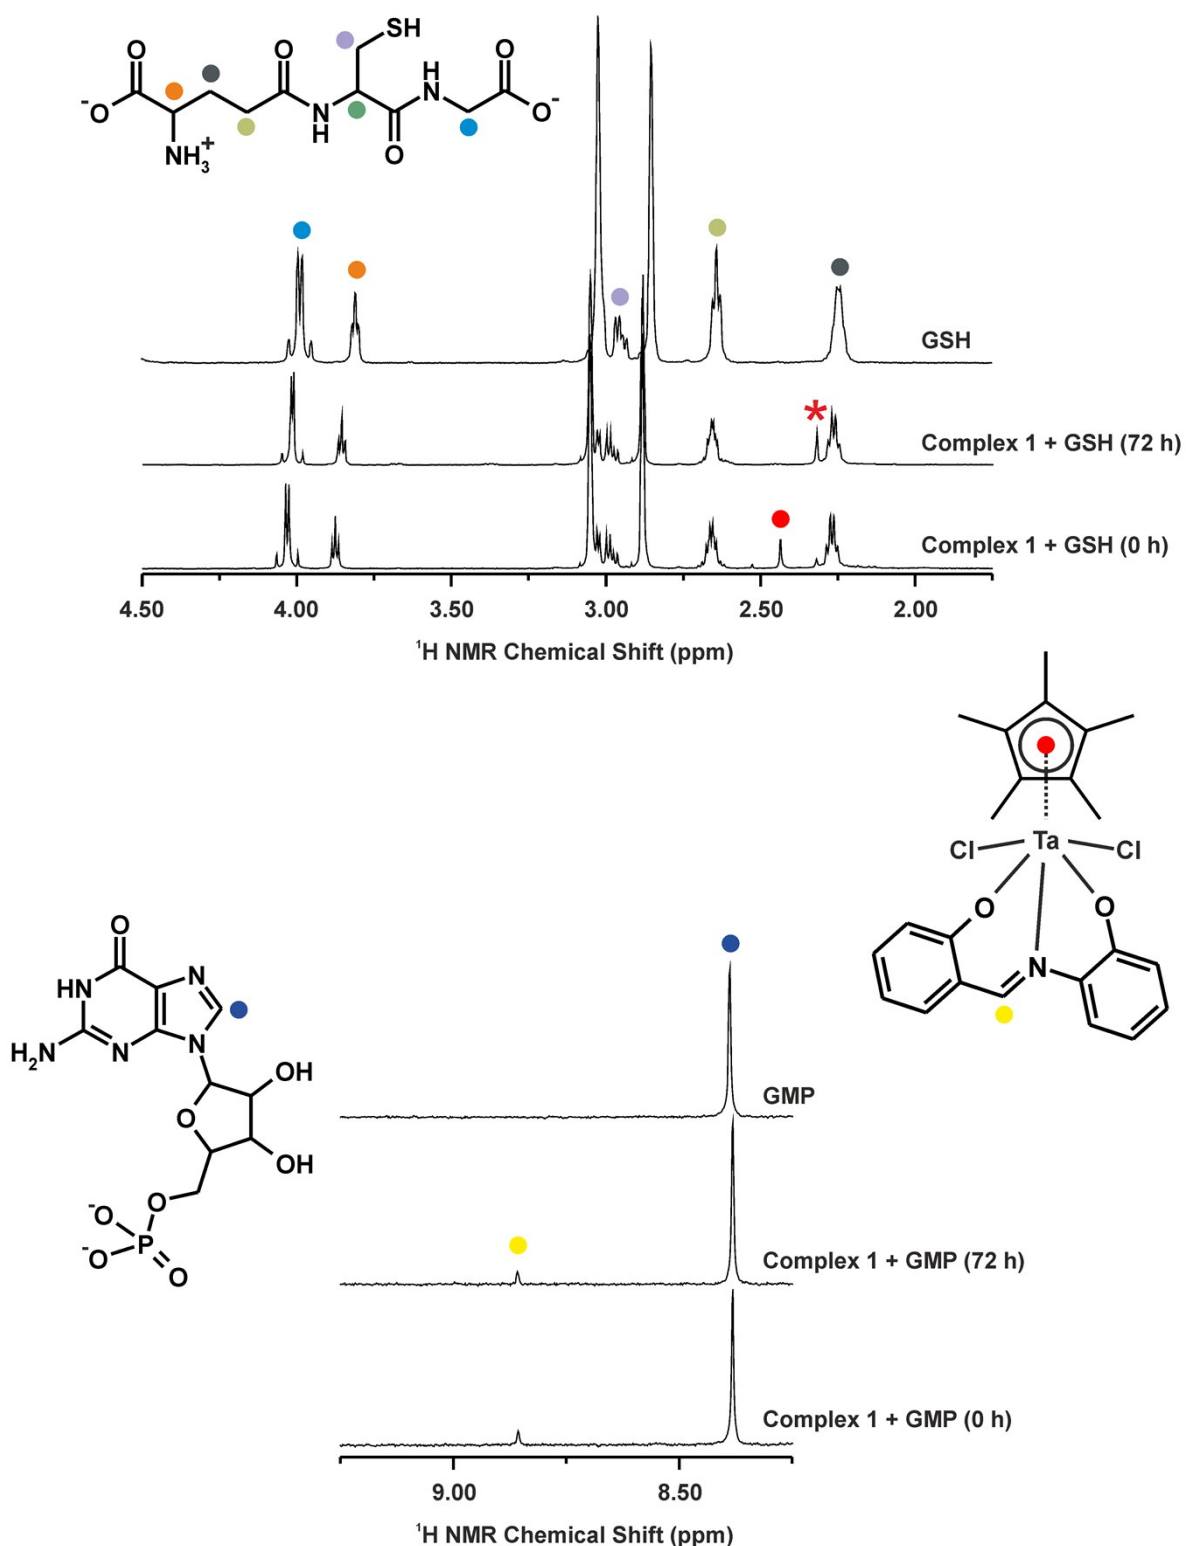 SH
O O H O
⁻O N N O⁻
NH₃⁺ H O
*
GSH
Complex 1 + GSH (72 h)
Complex 1 + GSH (0 h)
4.50 4.00 3.50 3.00 2.50 2.00
¹H NMR Chemical Shift (ppm)
Cl Ta Cl
O O
N
O
HN N
H₂N N N
O OH
OH
O
⁻O
⁻O P O
GMP
Complex 1 + GMP (72 h)
Complex 1 + GMP (0 h)
9.00 8.50
¹H NMR Chemical Shift (ppm)